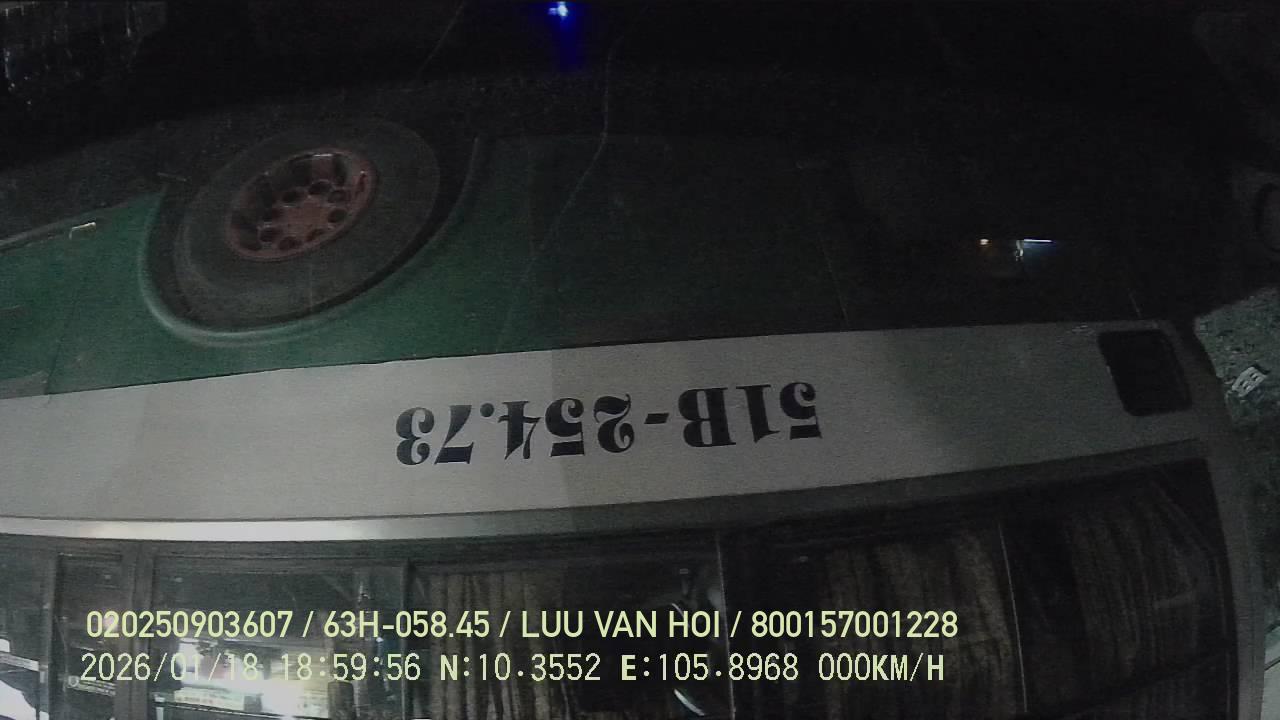 51B-254.73
020250903607 / 63H-058.45 / LUU VAN HOI / 800157001228
2026/01/18 18:59:56 N:10.3552 E:105.8968 000KM/H